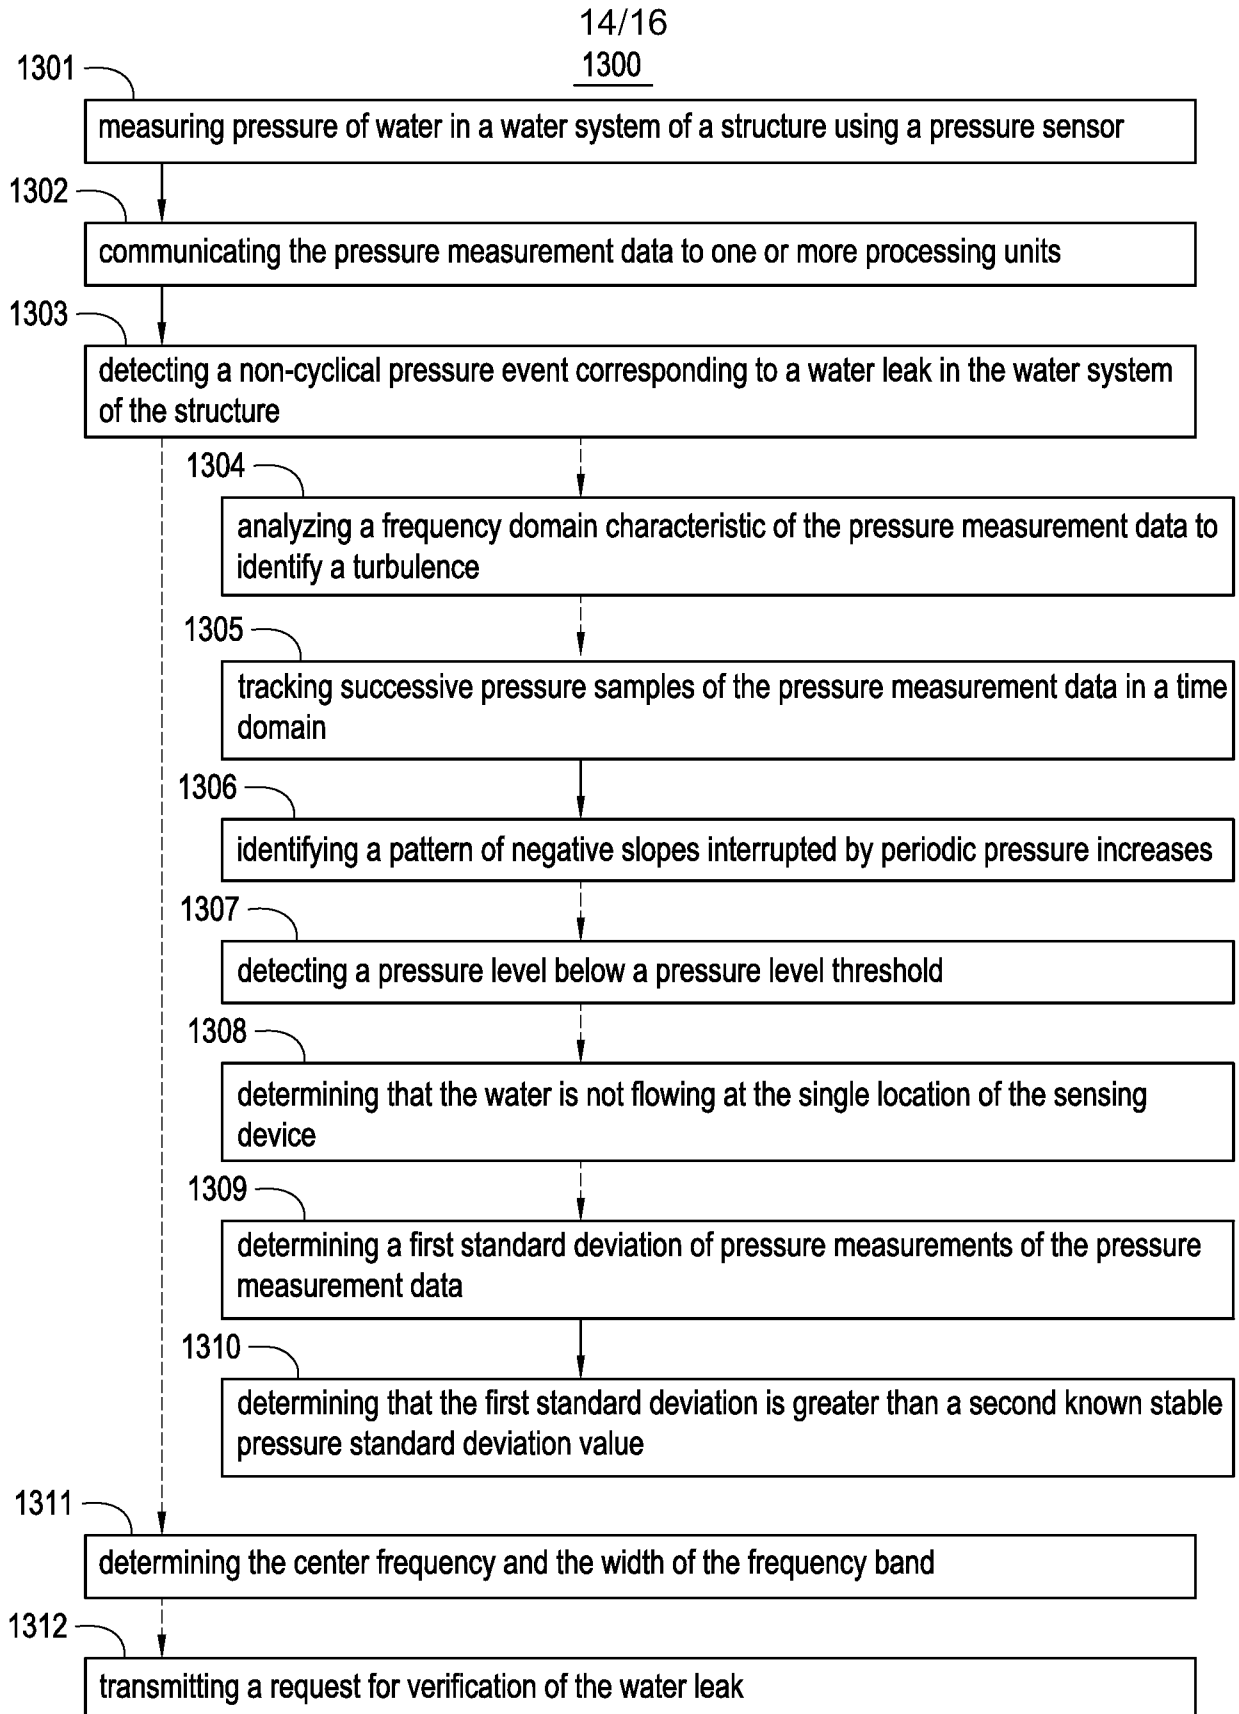 14/16
1300
1301
measuring pressure of water in a water system of a structure using a pressure sensor
1302
communicating the pressure measurement data to one or more processing units
1303
detecting a non-cyclical pressure event corresponding to a water leak in the water system
of the structure
1304
analyzing a frequency domain characteristic of the pressure measurement data to
identify a turbulence
1305
tracking successive pressure samples of the pressure measurement data in a time
domain
1306
identifying a pattern of negative slopes interrupted by periodic pressure increases
1307
detecting a pressure level below a pressure level threshold
1308
determining that the water is not flowing at the single location of the sensing
device
1309
determining a first standard deviation of pressure measurements of the pressure
measurement data
1310
determining that the first standard deviation is greater than a second known stable
pressure standard deviation value
1311
determining the center frequency and the width of the frequency band
1312
transmitting a request for verification of the water leak